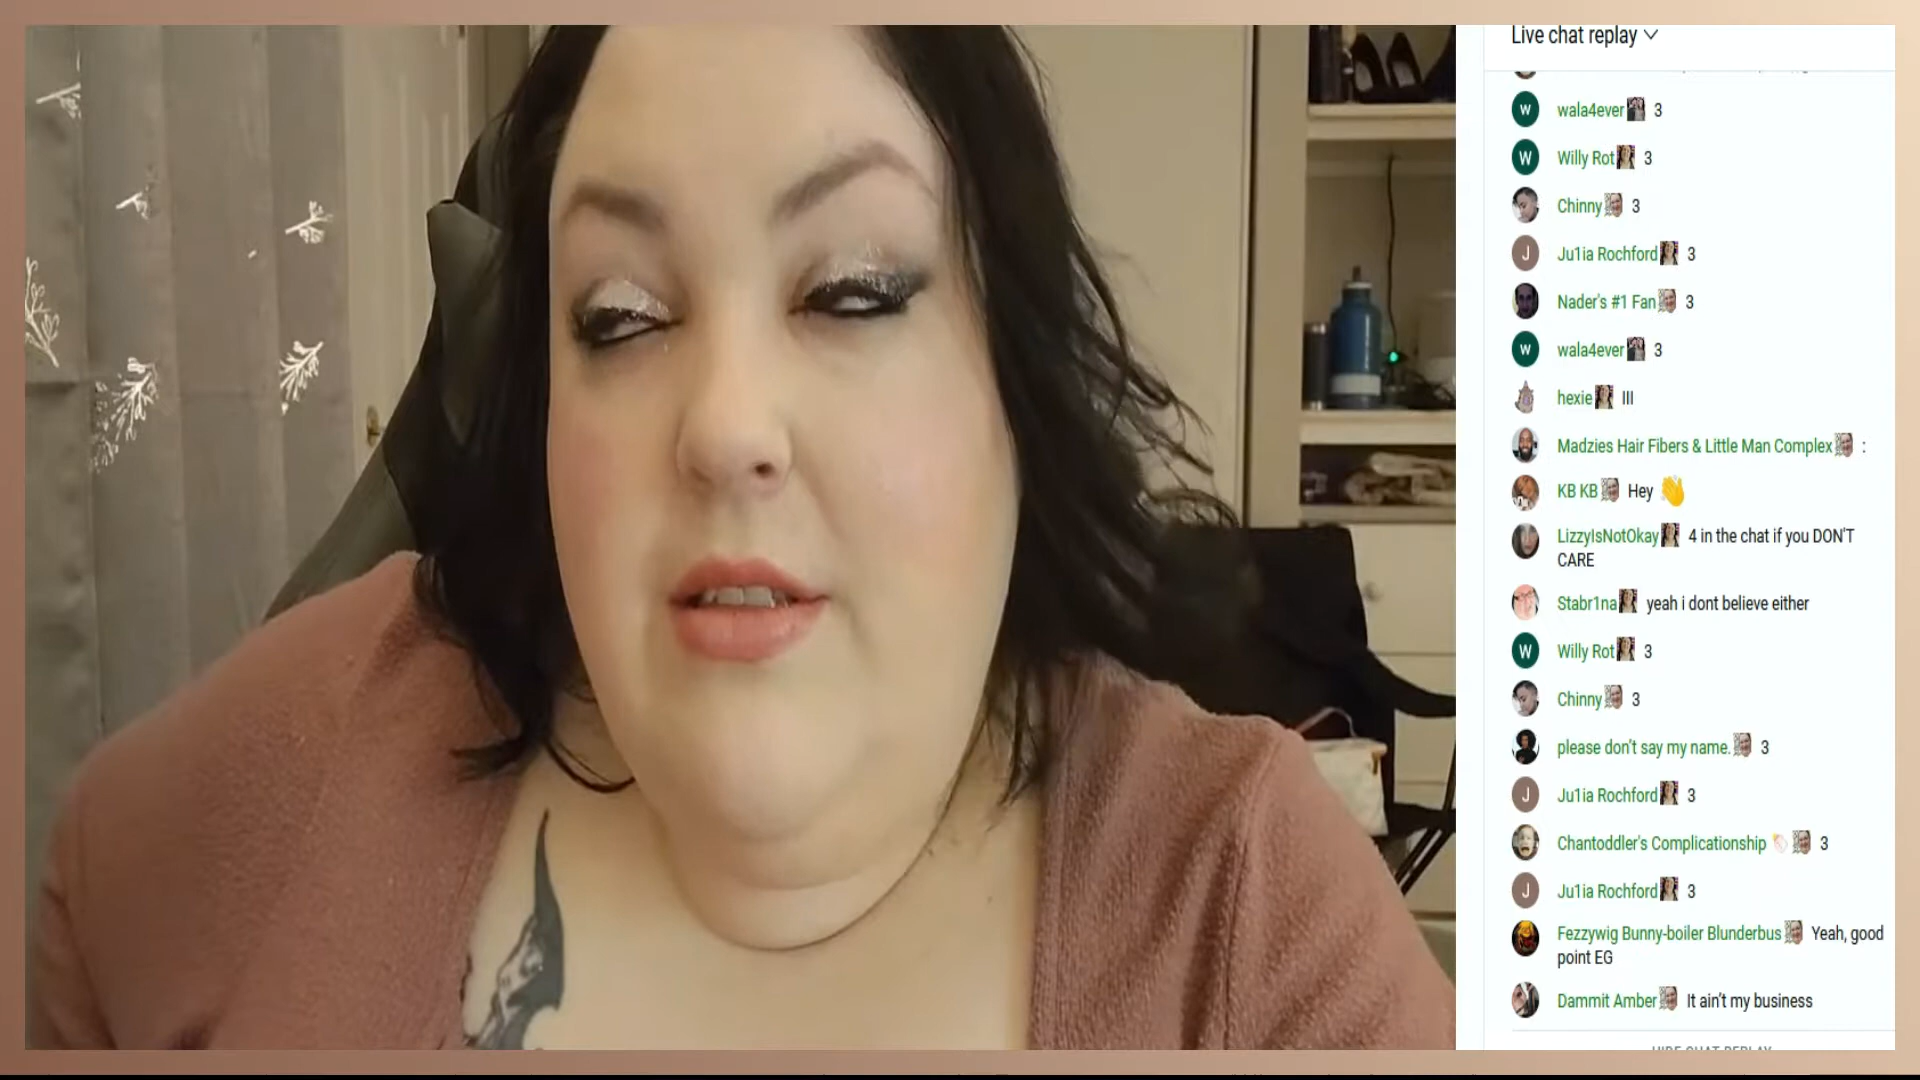 Live chat replay
wala4ever 3
Willy Rot 3
Chinny 3
Ju1ia Rochford 3
Nader's #1 Fan 3
wala4ever 3
hexie III
Madzies Hair Fibers & Little Man Complex :
KB KB Hey 👋
LizzyIsNotOkay 4 in the chat if you DON'T
CARE
Stabr1na yeah i dont believe either
Willy Rot 3
Chinny 3
please don't say my name. 3
Ju1ia Rochford 3
Chantoddler's Complicationship 3
Ju1ia Rochford 3
Fezzywig Bunny-boiler Blunderbus Yeah, good
point EG
Dammit Amber It ain't my business
HIDE CHAT REPLAY